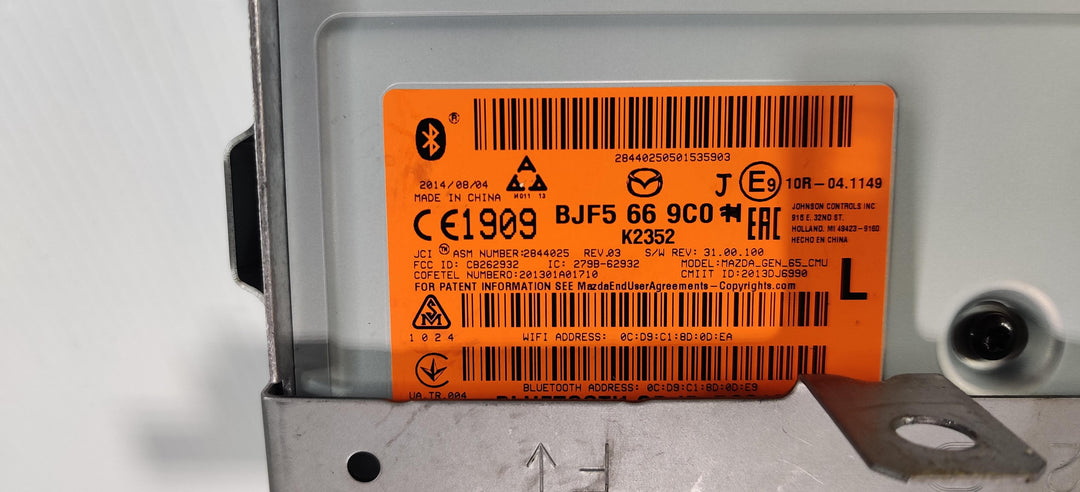 ®
28440250501535903
2014/08/04
MADE IN CHINA
M011 13
J E9 10R-04.1149
CE1909
BJF5 66 9C0
K2352
EAC
JOHNSON CONTROLS INC
915 E. 32ND ST.
HOLLAND. MI 49423-9160
HECHO EN CHINA
JCI™ ASM NUMBER:2844025 REV.03 S/W REV: 31.00.100
FCC ID: CB262932 IC: 279B-62932 MODEL:MAZDA_GEN_65_CMU
COFETEL NUMBERO:201301A01710 CMIIT ID:2013DJ6990
FOR PATENT INFORMATION SEE MazdaEndUserAgreements-Copyrights.com
L
1024
WIFI ADDRESS: 0C:D9:C1:8D:0D:EA
BLUETOOTH ADDRESS: 0C:D9:C1:8D:0D:E9
UA.TR.004
F